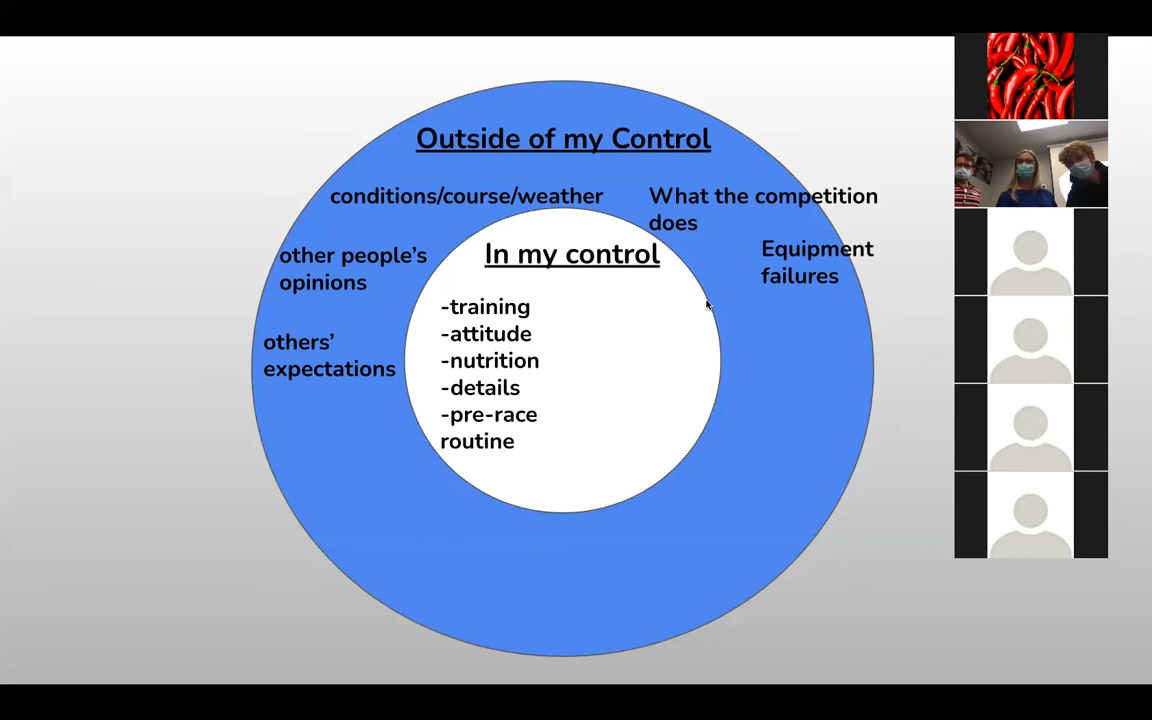 Outside of my Control
conditions/course/weather
What the competition
does
other people's
opinions
Equipment
failures
others'
expectations
In my control
-training
-attitude
-nutrition
-details
-pre-race
routine